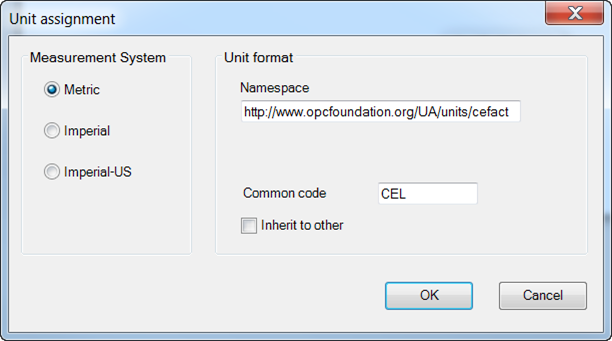 Unit assignment
Measurement System
Metric
Imperial
Imperial-US
Unit format
Namespace
http://www.opcfoundation.org/UA/units/cefact
Common code
CEL
Inherit to other
OK
Cancel